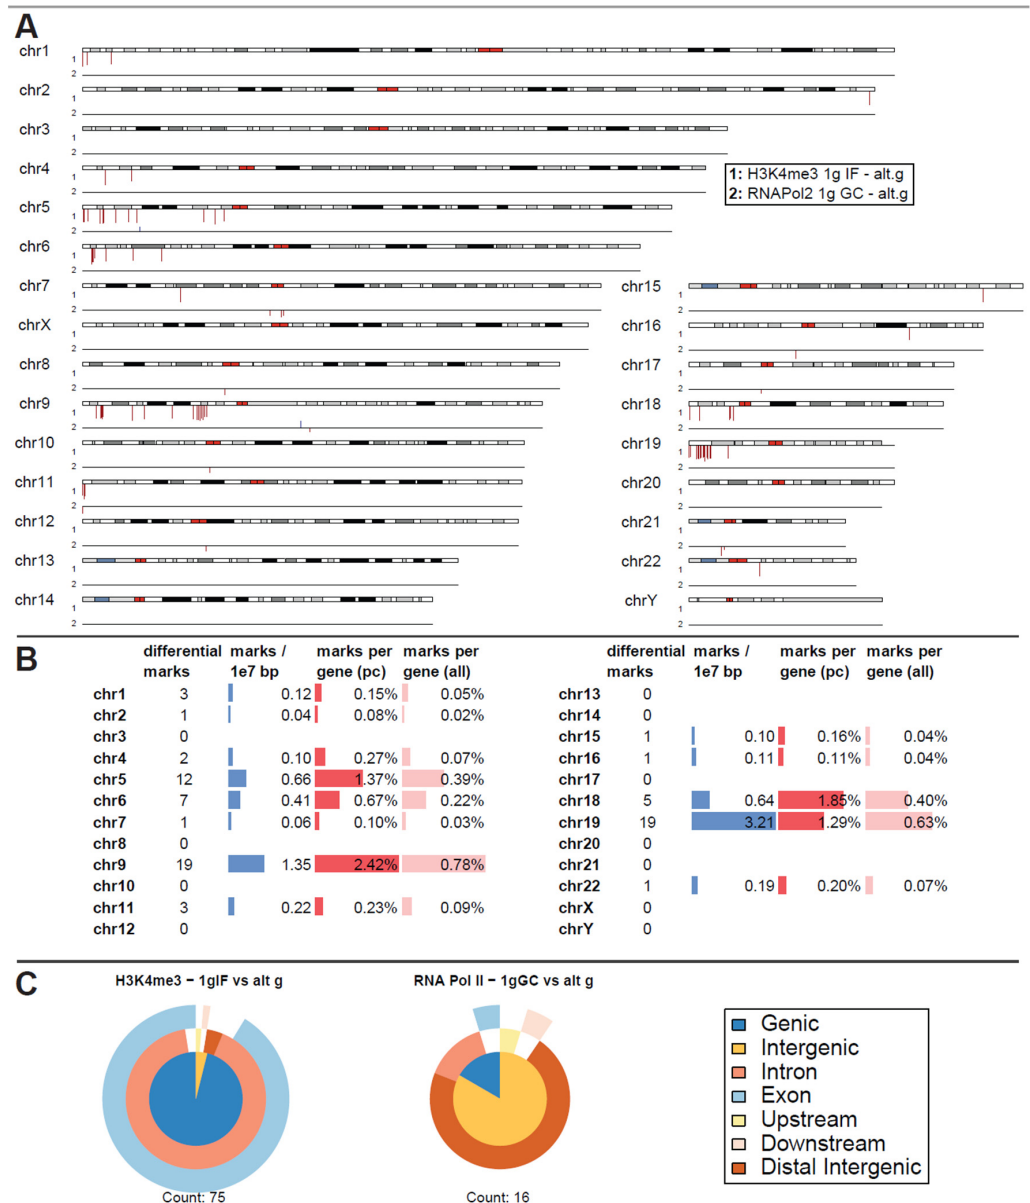 A
chr1
1
2
chr2
1
2
chr3
1
2
chr4
1
2
1: H3K4me3 1g IF - alt.g
2: RNAPol2 1g GC - alt.g
chr5
1
2
chr6
1
2
chr7
1
2
chrX
1
2
chr8
1
2
chr9
1
2
chr10
1
2
chr11
1
2
chr12
1
2
chr13
1
2
chr14
1
2
chr15
1
2
chr16
1
2
chr17
1
2
chr18
1
2
chr19
1
2
chr20
1
2
chr21
1
2
chr22
1
2
chrY
1
2
B
differential marks / marks per marks per
marks 1e7 bp gene (pc) gene (all)
chr1 3 0.12 0.15% 0.05%
chr2 1 0.04 0.08% 0.02%
chr3 0
chr4 2 0.10 0.27% 0.07%
chr5 12 0.66 1.37% 0.39%
chr6 7 0.41 0.67% 0.22%
chr7 1 0.06 0.10% 0.03%
chr8 0
chr9 19 1.35 2.42% 0.78%
chr10 0
chr11 3 0.22 0.23% 0.09%
chr12 0
differential marks / marks per marks per
marks 1e7 bp gene (pc) gene (all)
chr13 0
chr14 0
chr15 1 0.10 0.16% 0.04%
chr16 1 0.11 0.11% 0.04%
chr17 0
chr18 5 0.64 1.85% 0.40%
chr19 19 3.21 1.29% 0.63%
chr20 0
chr21 0
chr22 1 0.19 0.20% 0.07%
chrX 0
chrY 0
C
H3K4me3 − 1gIF vs alt g
Count: 75
RNA Pol II − 1gGC vs alt g
Count: 16
Genic
Intergenic
Intron
Exon
Upstream
Downstream
Distal Intergenic